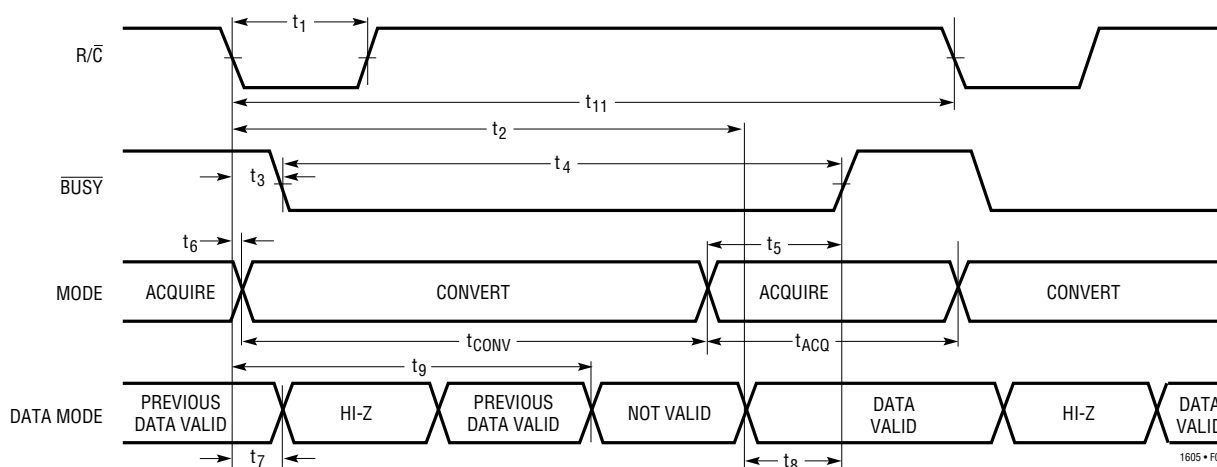 t1
R/C̅
t11
t2
t4
B̅U̅S̅Y̅
t3
t6
t5
MODE
ACQUIRE
CONVERT
ACQUIRE
CONVERT
tCONV
tACQ
t9
DATA MODE
PREVIOUS
DATA VALID
HI-Z
PREVIOUS
DATA VALID
NOT VALID
DATA
VALID
HI-Z
DATA
VALID
t7
t8
1605 •